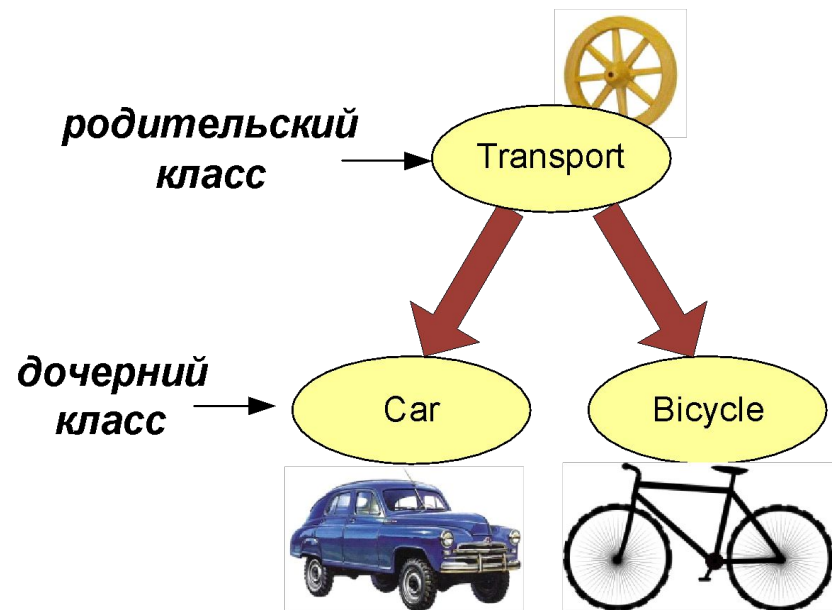 родительский
класс
Transport
дочерний
класс
Car
Bicycle